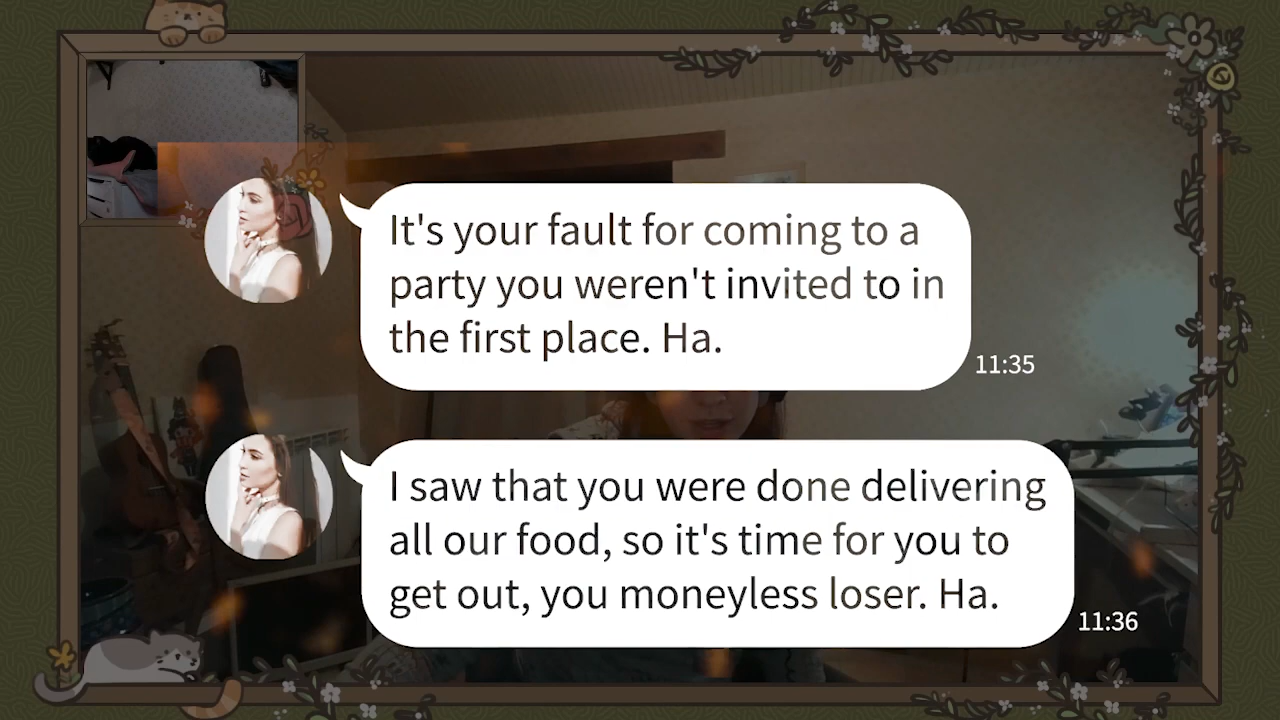 It's your fault for coming to a
party you weren't invited to in
the first place. Ha.
11:35
I saw that you were done delivering
all our food, so it's time for you to
get out, you moneyless loser. Ha.
11:36